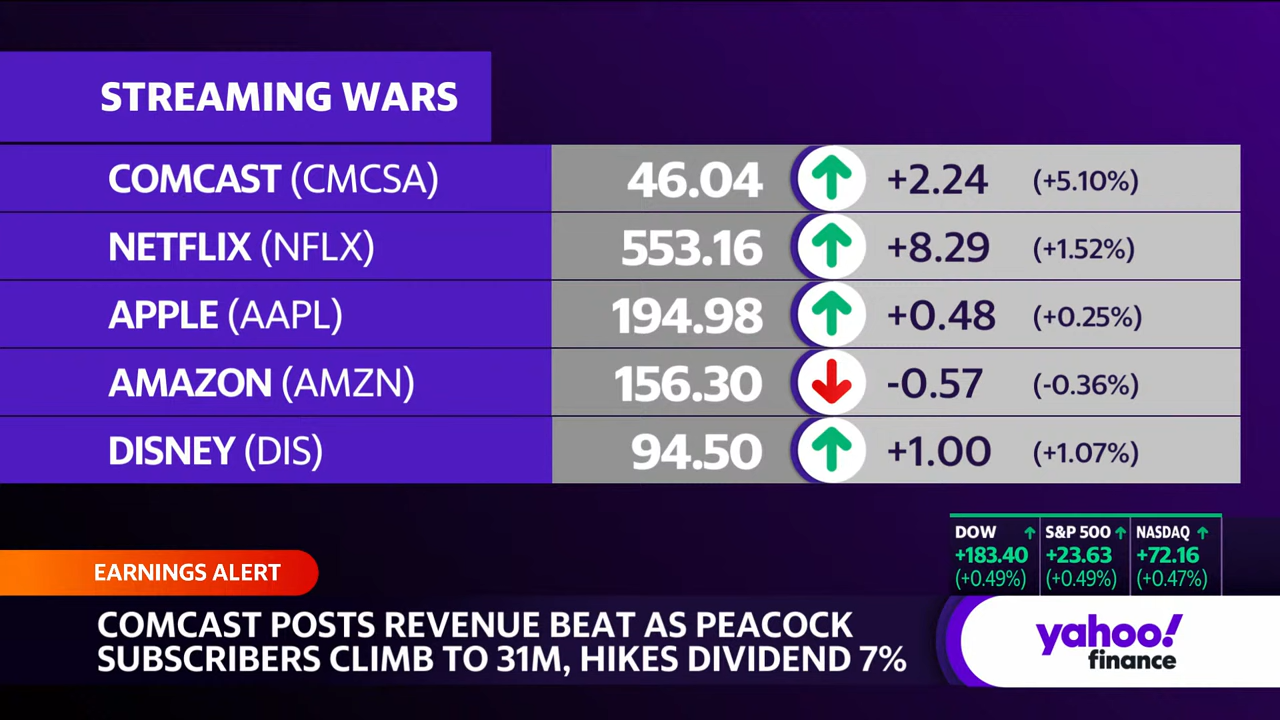 STREAMING WARS
COMCAST (CMCSA) 46.04 +2.24 (+5.10%)
NETFLIX (NFLX) 553.16 +8.29 (+1.52%)
APPLE (AAPL) 194.98 +0.48 (+0.25%)
AMAZON (AMZN) 156.30 -0.57 (-0.36%)
DISNEY (DIS) 94.50 +1.00 (+1.07%)
DOW S&P 500 NASDAQ
+183.40 +23.63 +72.16
(+0.49%) (+0.49%) (+0.47%)
EARNINGS ALERT
COMCAST POSTS REVENUE BEAT AS PEACOCK
SUBSCRIBERS CLIMB TO 31M, HIKES DIVIDEND 7%
yahoo!
finance